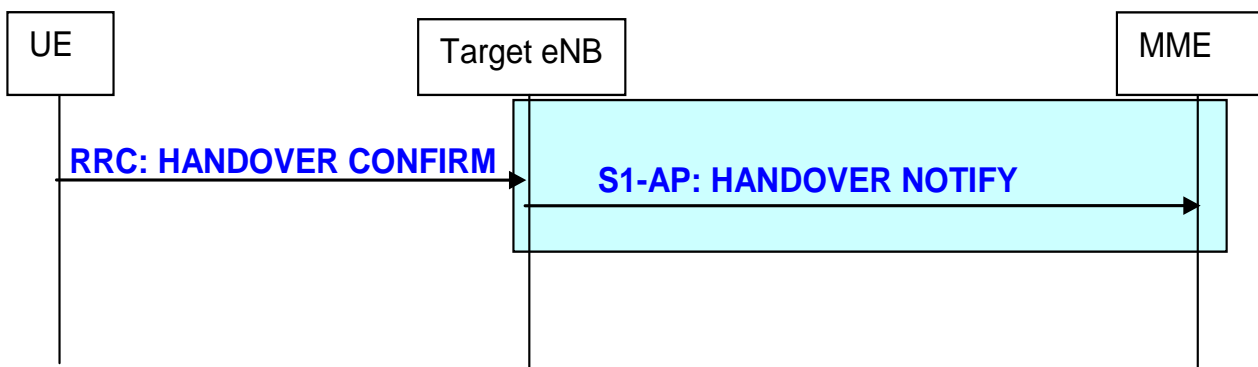 UE
Target eNB
MME
RRC: HANDOVER CONFIRM
S1-AP: HANDOVER NOTIFY